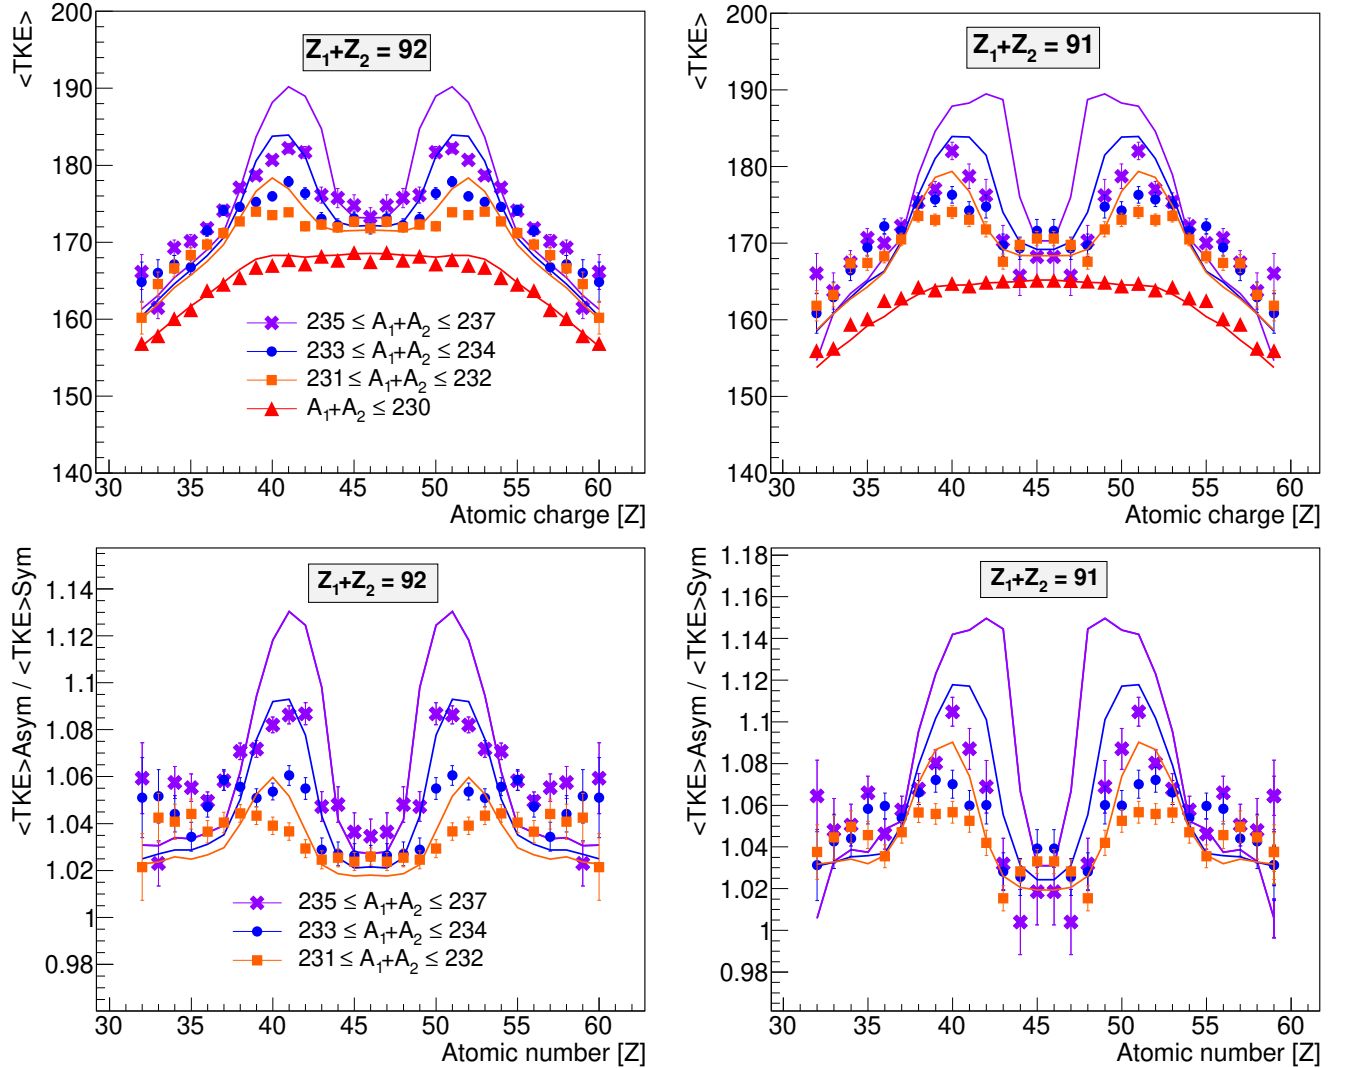 <TKE>
Z1+Z2 = 92
200
190
180
170
160
150
140
235 ≤ A1+A2 ≤ 237
233 ≤ A1+A2 ≤ 234
231 ≤ A1+A2 ≤ 232
A1+A2 ≤ 230
30 35 40 45 50 55 60
Atomic charge [Z]
<TKE>
Z1+Z2 = 91
200
190
180
170
160
150
140
30 35 40 45 50 55 60
Atomic charge [Z]
<TKE>Asym / <TKE>Sym
Z1+Z2 = 92
1.14
1.12
1.1
1.08
1.06
1.04
1.02
1
0.98
235 ≤ A1+A2 ≤ 237
233 ≤ A1+A2 ≤ 234
231 ≤ A1+A2 ≤ 232
30 35 40 45 50 55 60
Atomic number [Z]
<TKE>Asym / <TKE>Sym
Z1+Z2 = 91
1.18
1.16
1.14
1.12
1.1
1.08
1.06
1.04
1.02
1
0.98
30 35 40 45 50 55 60
Atomic number [Z]